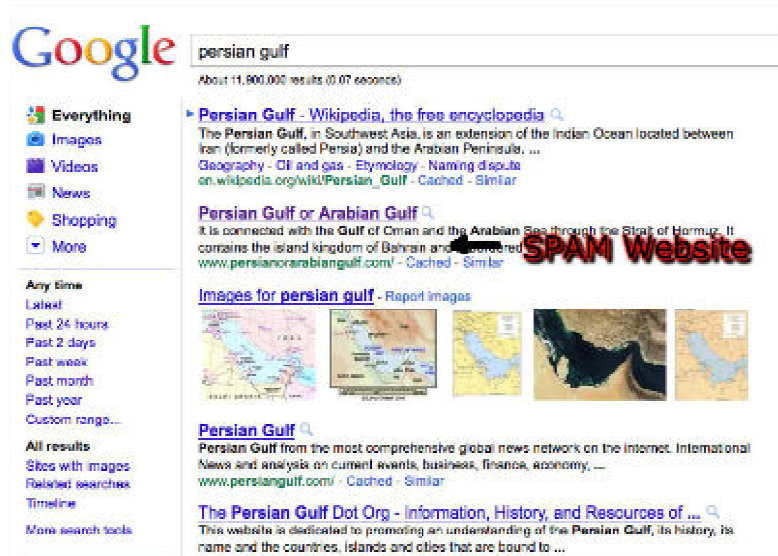 Google
persian gulf
About 11,900,000 results (0.07 seconds)
Everything
Images
Videos
News
Shopping
More
Any time
Latest
Past 24 hours
Past 2 days
Past week
Past month
Past year
Custom range...
All results
Sites with images
Related searches
Timeline
More search tools
Persian Gulf - Wikipedia, the free encyclopedia
The Persian Gulf, in Southwest Asia, is an extension of the Indian Ocean located between
Iran (formerly called Persia) and the Arabian Peninsula. ...
Geography - Oil and gas - Etymology - Naming dispute
en.wikipedia.org/wiki/Persian_Gulf - Cached - Similar
Persian Gulf or Arabian Gulf
It is connected with the Gulf of Oman and the Arabian Sea through the Strait of Hormuz. It
contains the island kingdom of Bahrain and
SPAM Website
www.persianorarabiangulf.com/ - Cached - Similar
Images for persian gulf - Report images
Persian Gulf
Persian Gulf from the most comprehensive global news network on the internet. International
News and analysis on current events, business, finance, economy, ...
www.persiangulf.com/ - Cached - Similar
The Persian Gulf Dot Org - Information, History, and Resources of ...
This website is dedicated to promoting an understanding of the Persian Gulf, its history, its
name and the countries, islands and cities that are bound to ...